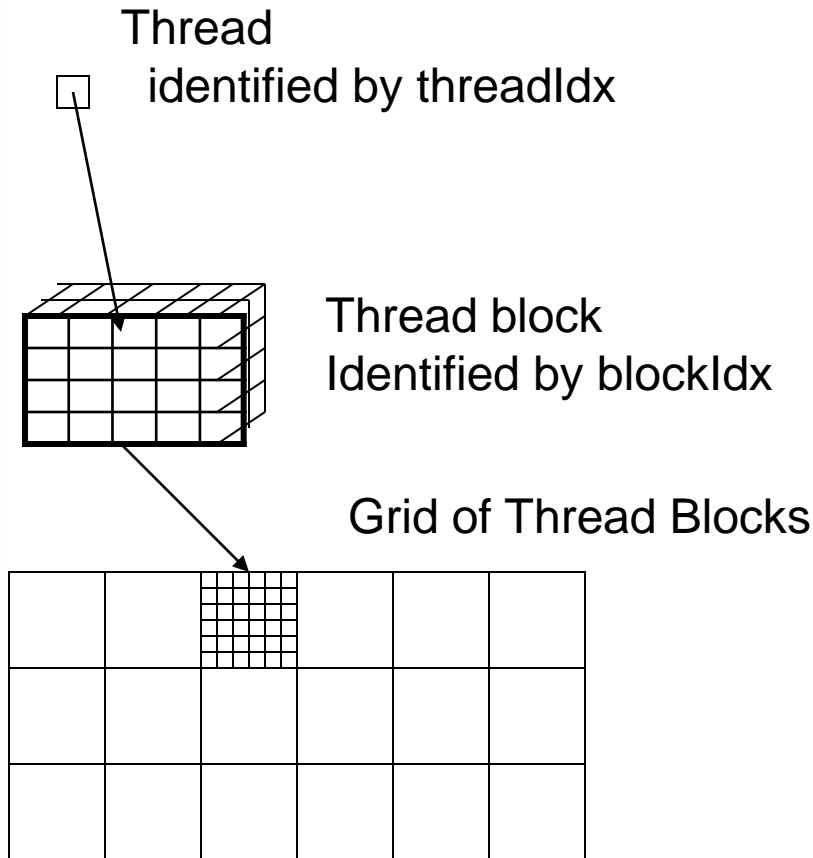 Thread
identified by threadIdx
Thread block
Identified by blockIdx
Grid of Thread Blocks